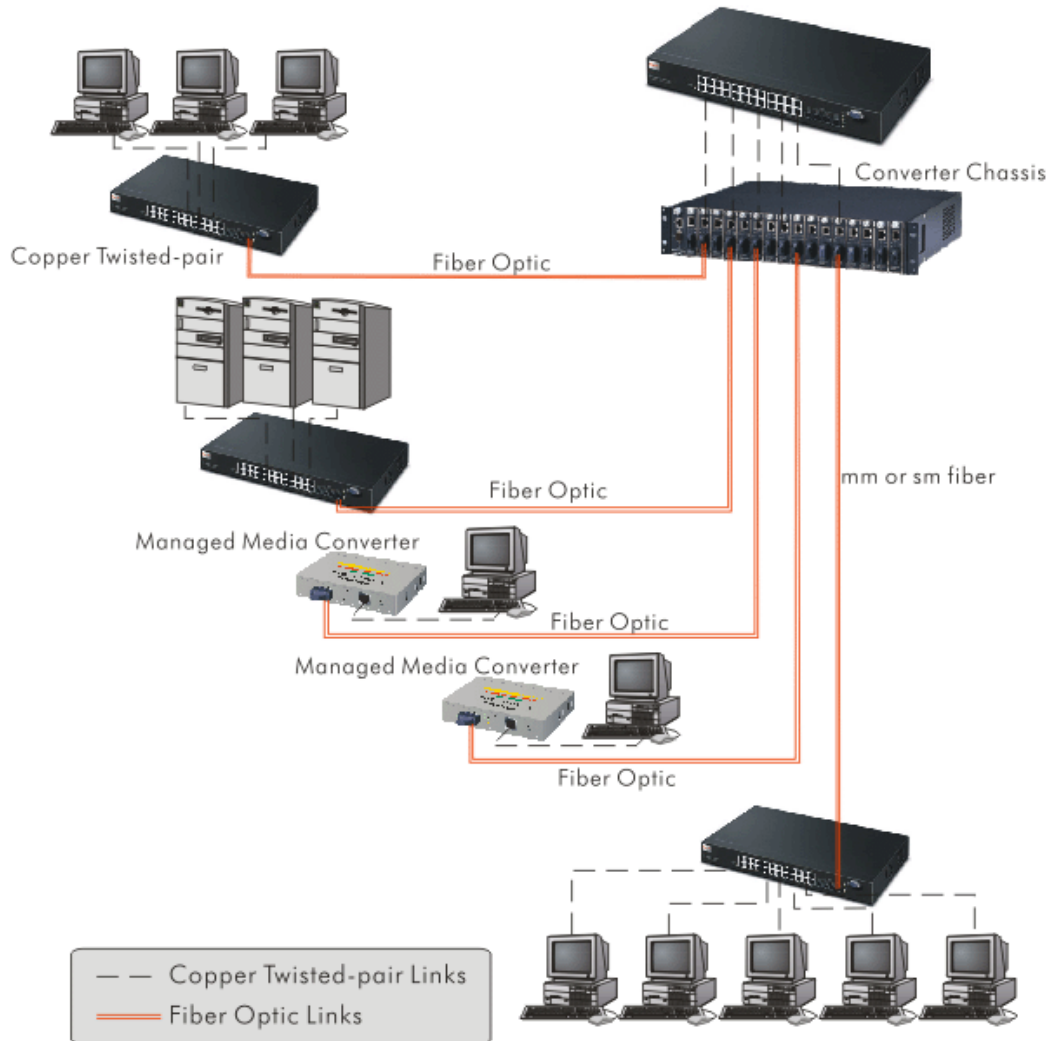 Converter Chassis
Copper Twisted-pair
Fiber Optic
mm or sm fiber
Fiber Optic
Managed Media Converter
Fiber Optic
Managed Media Converter
Fiber Optic
Copper Twisted-pair Links
Fiber Optic Links